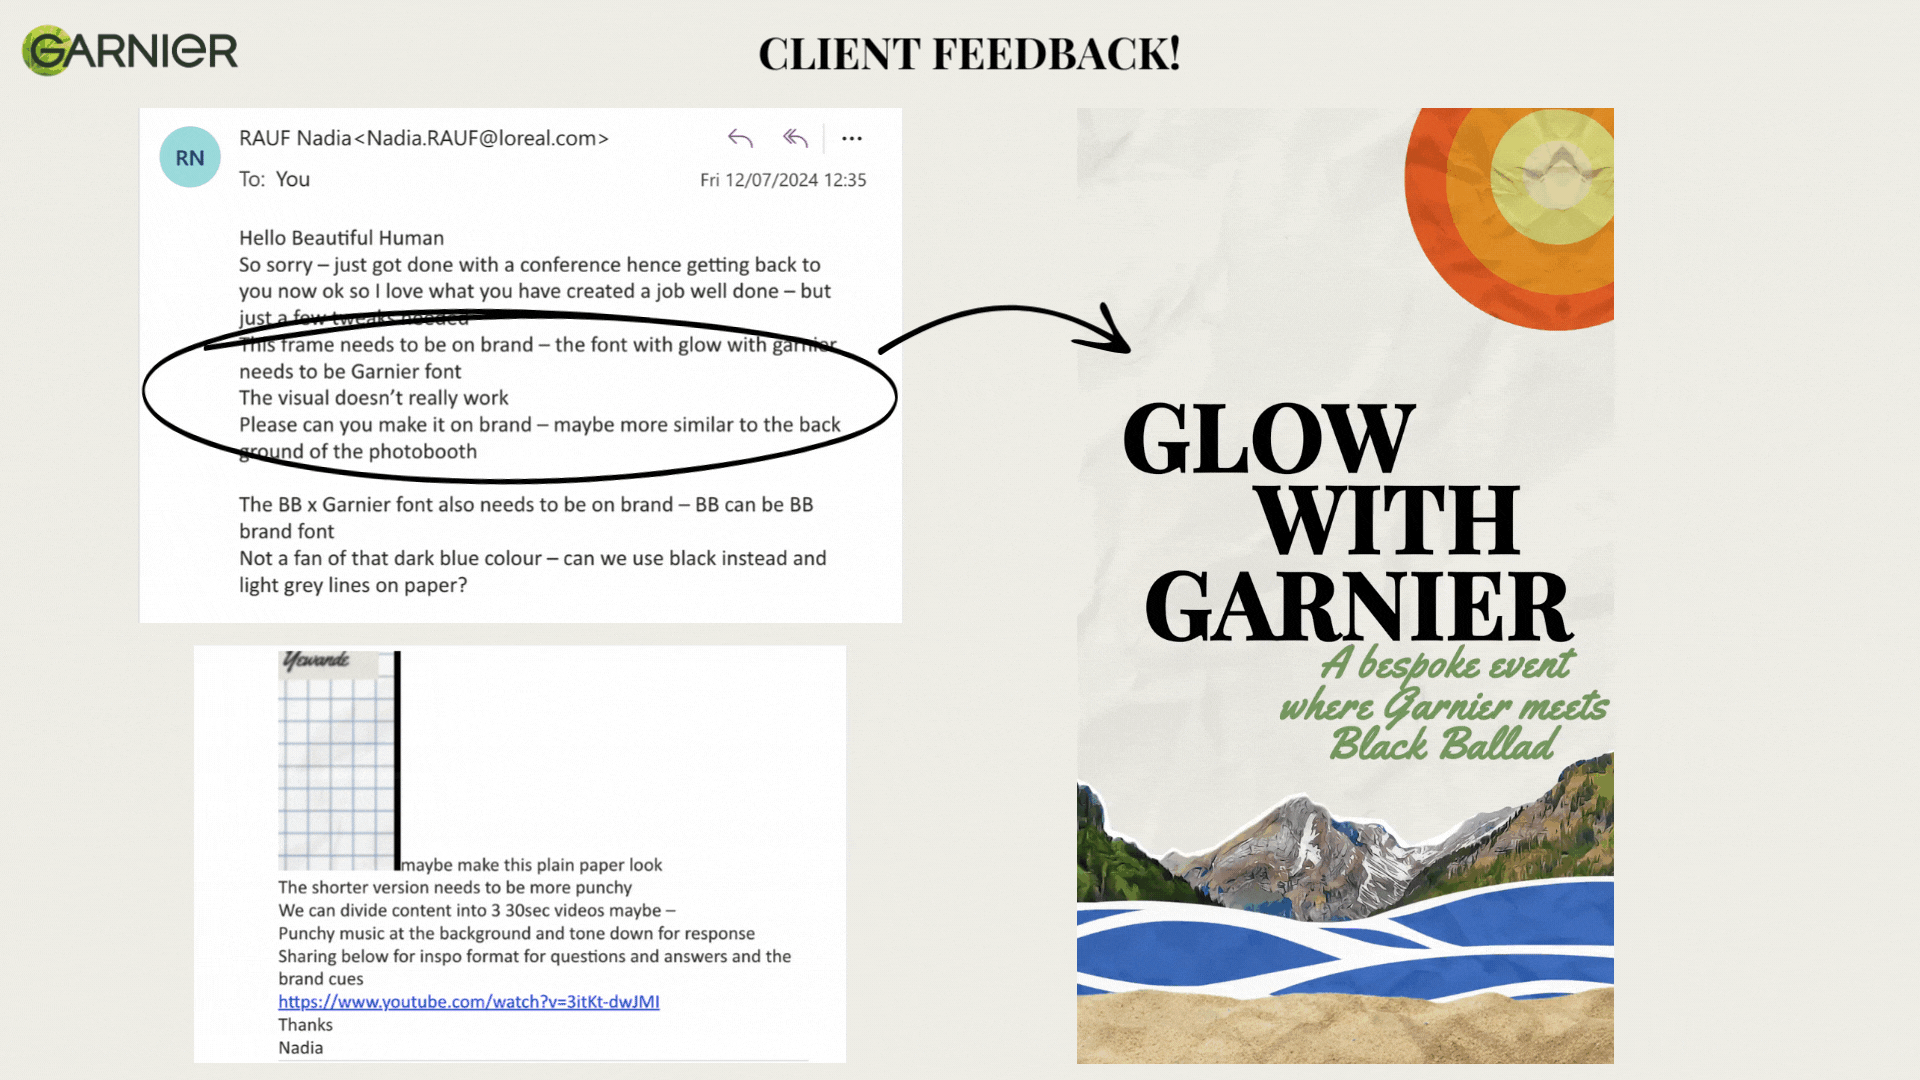 GARNIER
CLIENT FEEDBACK!
RN
RAUF Nadia<Nadia.RAUF@loreal.com>
To: You
Fri 12/07/2024 12:35
Hello Beautiful Human
So sorry – just got done with a conference hence getting back to
you now ok so I love what you have created a job well done – but
just a few tweaks needed
This frame needs to be on brand – the font with glow with garnier
needs to be Garnier font
The visual doesn't really work
Please can you make it on brand – maybe more similar to the back
ground of the photobooth
The BB x Garnier font also needs to be on brand – BB can be BB
brand font
Not a fan of that dark blue colour – can we use black instead and
light grey lines on paper?
Yewande
maybe make this plain paper look
The shorter version needs to be more punchy
We can divide content into 3 30sec videos maybe –
Punchy music at the background and tone down for response
Sharing below for inspo format for questions and answers and the
brand cues
https://www.youtube.com/watch?v=3itKt-dwJMI
Thanks
Nadia
GLOW
WITH
GARNIER
A bespoke event
where Garnier meets
Black Ballad